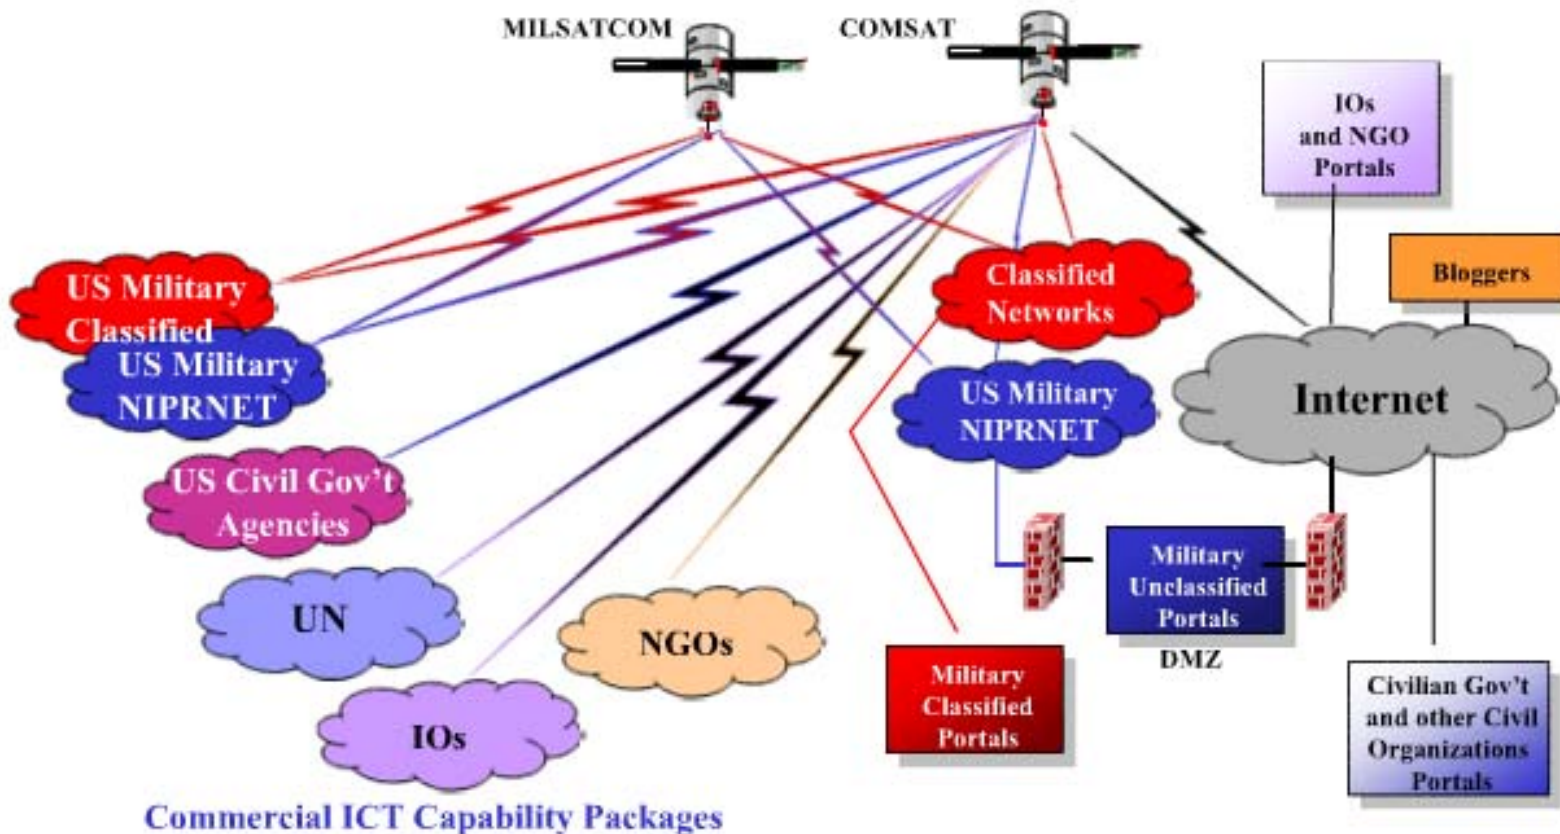 MILSATCOM
COMSAT
IOs
and NGO
Portals
Bloggers
US Military
Classified
US Military
NIPRNET
Classified
Networks
US Military
NIPRNET
Internet
US Civil Gov't
Agencies
UN
NGOs
IOs
Military
Unclassified
Portals
DMZ
Military
Classified
Portals
Civilian Gov't
and other Civil
Organizations
Portals
Commercial ICT Capability Packages